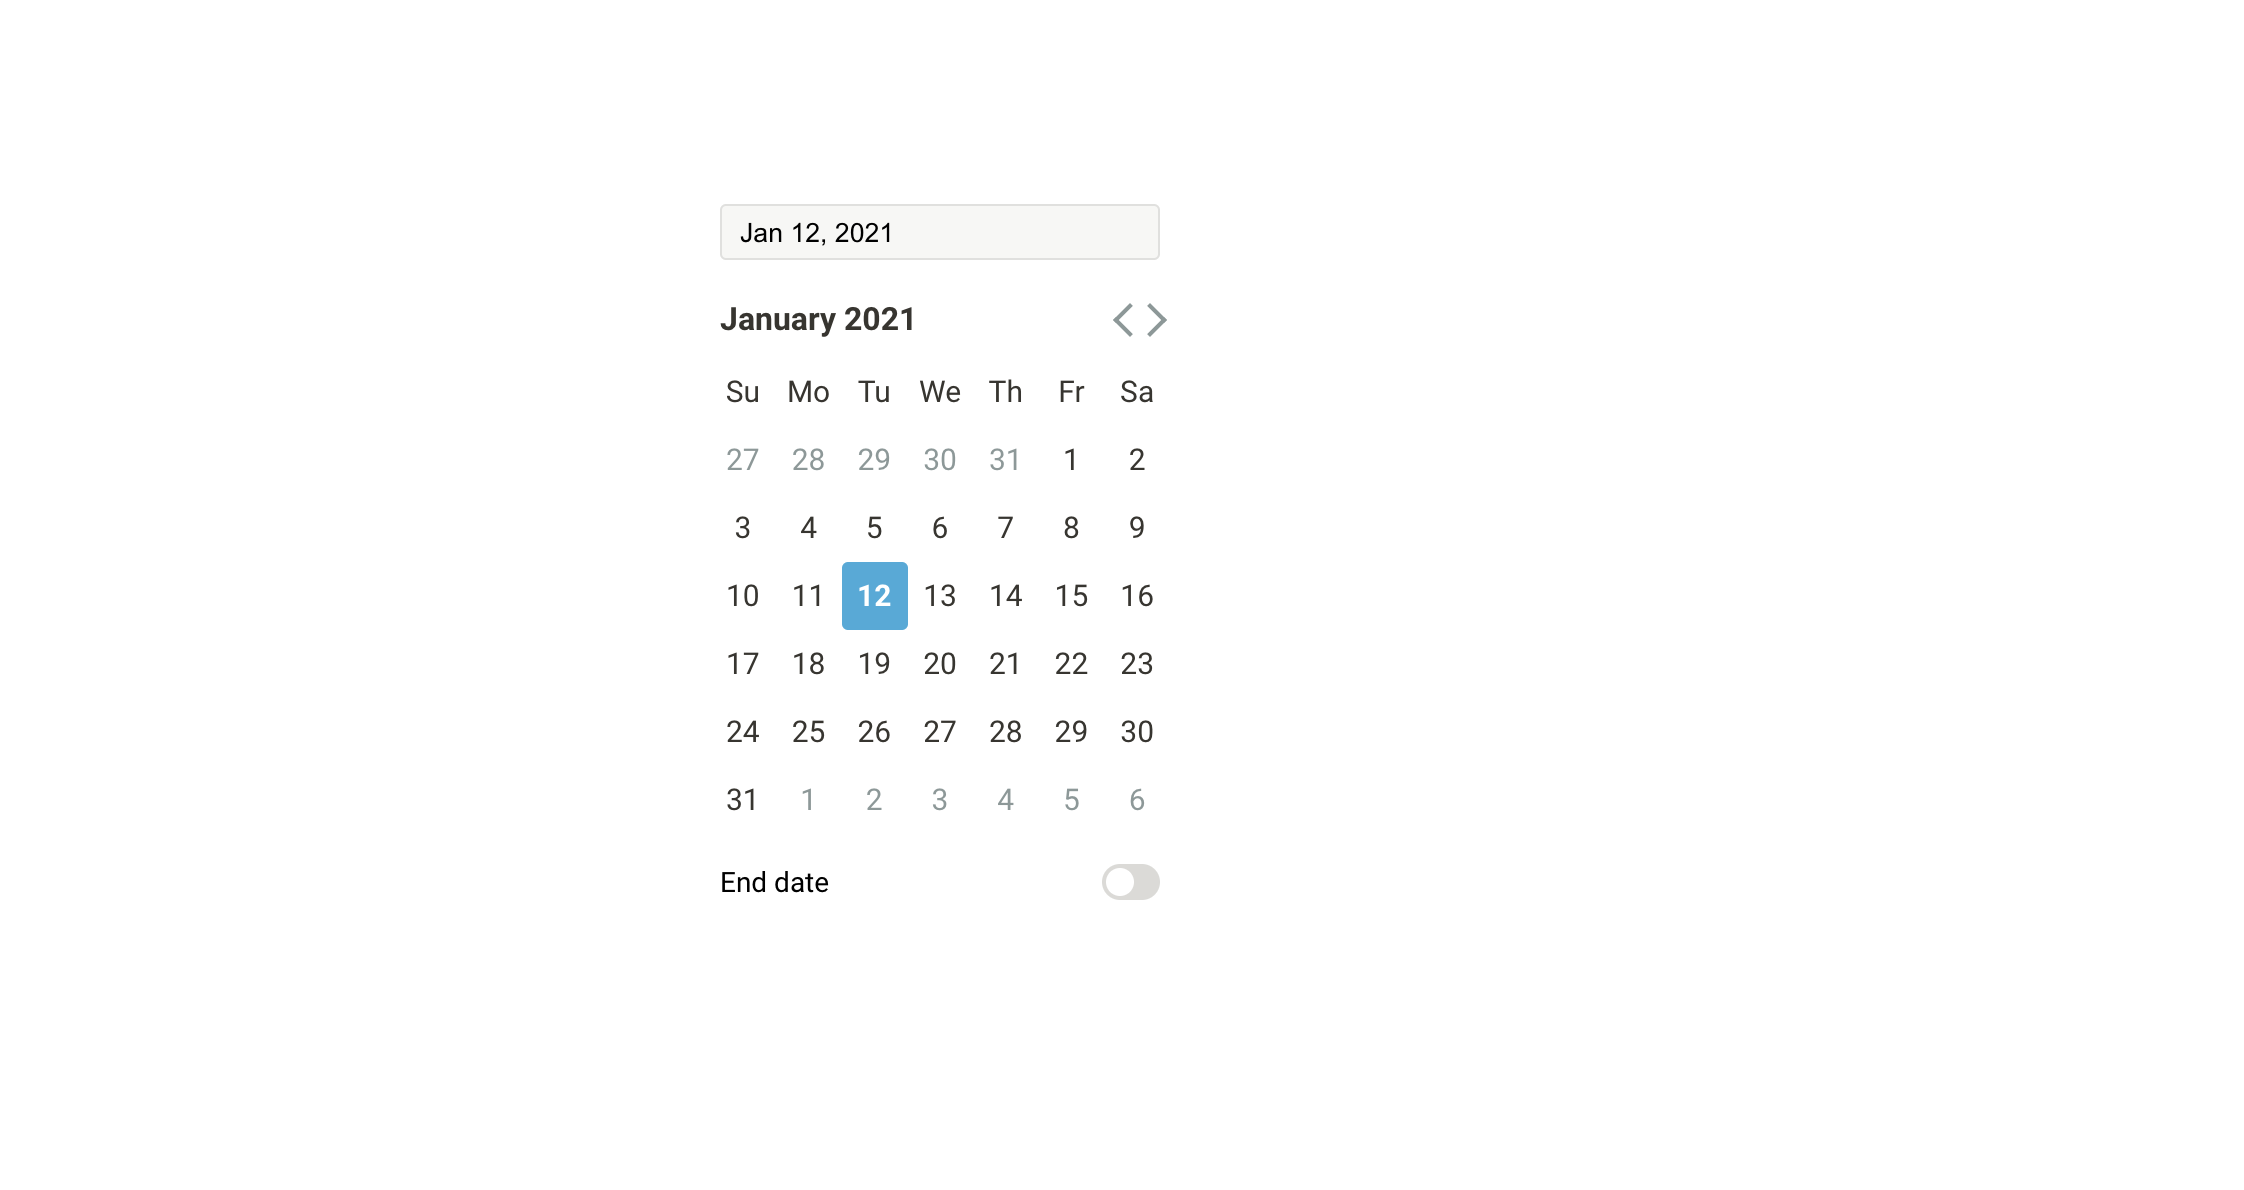 Jan 12, 2021
January 2021
Su Mo Tu We Th Fr Sa
27 28 29 30 31 1 2
3 4 5 6 7 8 9
10 11 12 13 14 15 16
17 18 19 20 21 22 23
24 25 26 27 28 29 30
31 1 2 3 4 5 6
End date